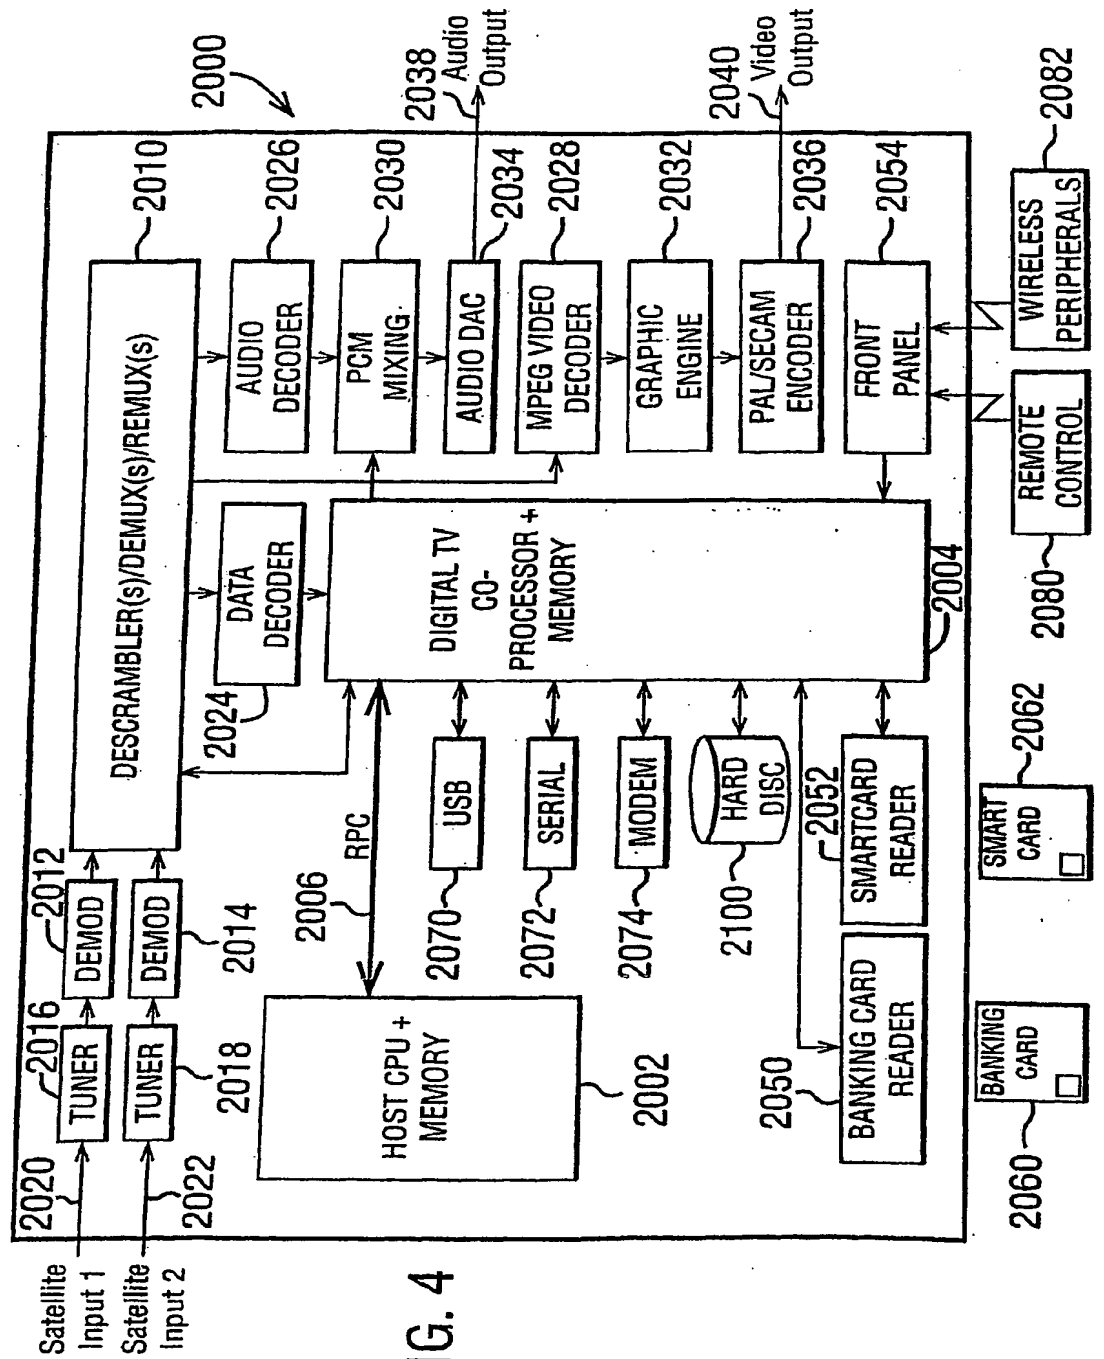 2000
Satellite
Input 1
2020
TUNER
2016
DEMOD
2012
DESCRAMBLER(s)/DEMUX(s)/REMUX(s)
2010
Satellite
Input 2
2022
TUNER
2018
DEMOD
2014
DATA
DECODER
2024
AUDIO
DECODER
2026
PCM
MIXING
2030
AUDIO DAC
2034
2038
Audio
Output
MPEG VIDEO
DECODER
2028
GRAPHIC
ENGINE
2032
PAL/SECAM
ENCODER
2036
2040
Video
Output
FRONT
PANEL
2054
HOST CPU +
MEMORY
2002
RPC
2006
DIGITAL TV
CO-
PROCESSOR +
MEMORY
2004
USB
2070
SERIAL
2072
MODEM
2074
HARD
DISC
2100
BANKING CARD
READER
2050
SMARTCARD
READER
2052
BANKING
CARD
2060
SMART
CARD
2062
REMOTE
CONTROL
2080
WIRELESS
PERIPHERALS
2082
IG. 4